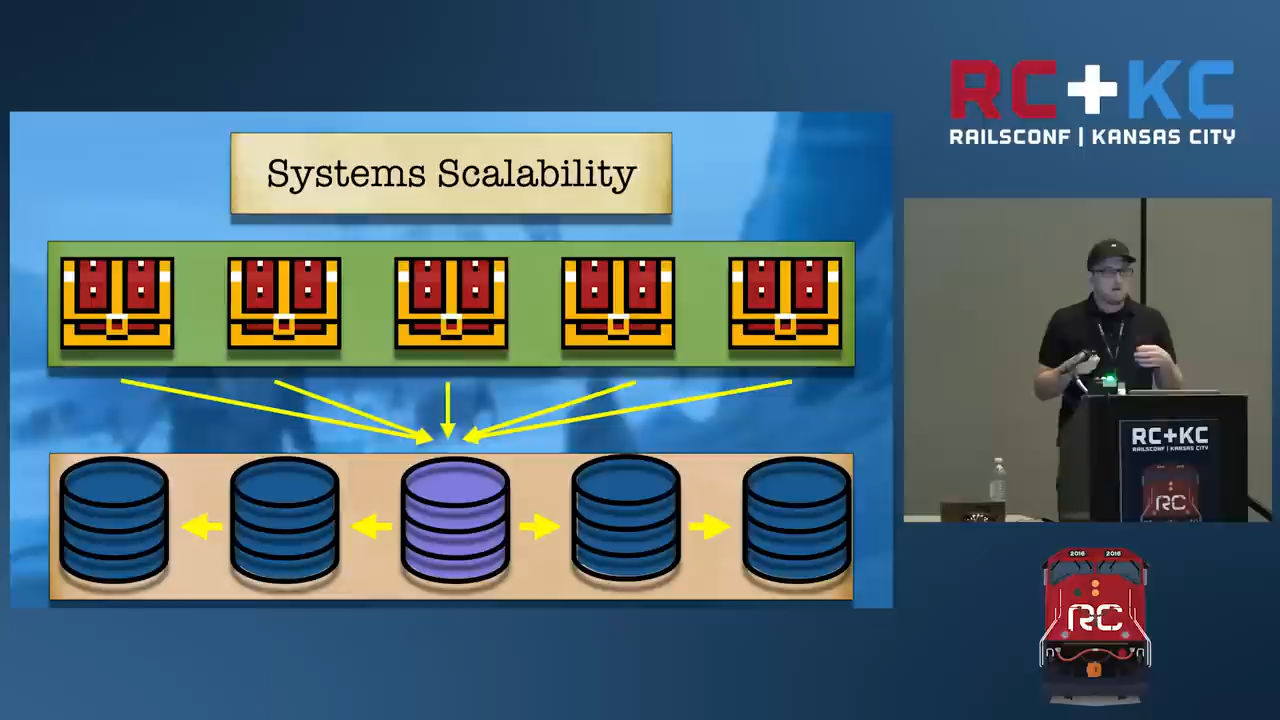 RC+KC
RAILSCONF | KANSAS CITY
Systems Scalability
RC+KC
RAILSCONF | KANSAS CITY
RC
2016 2016
RC